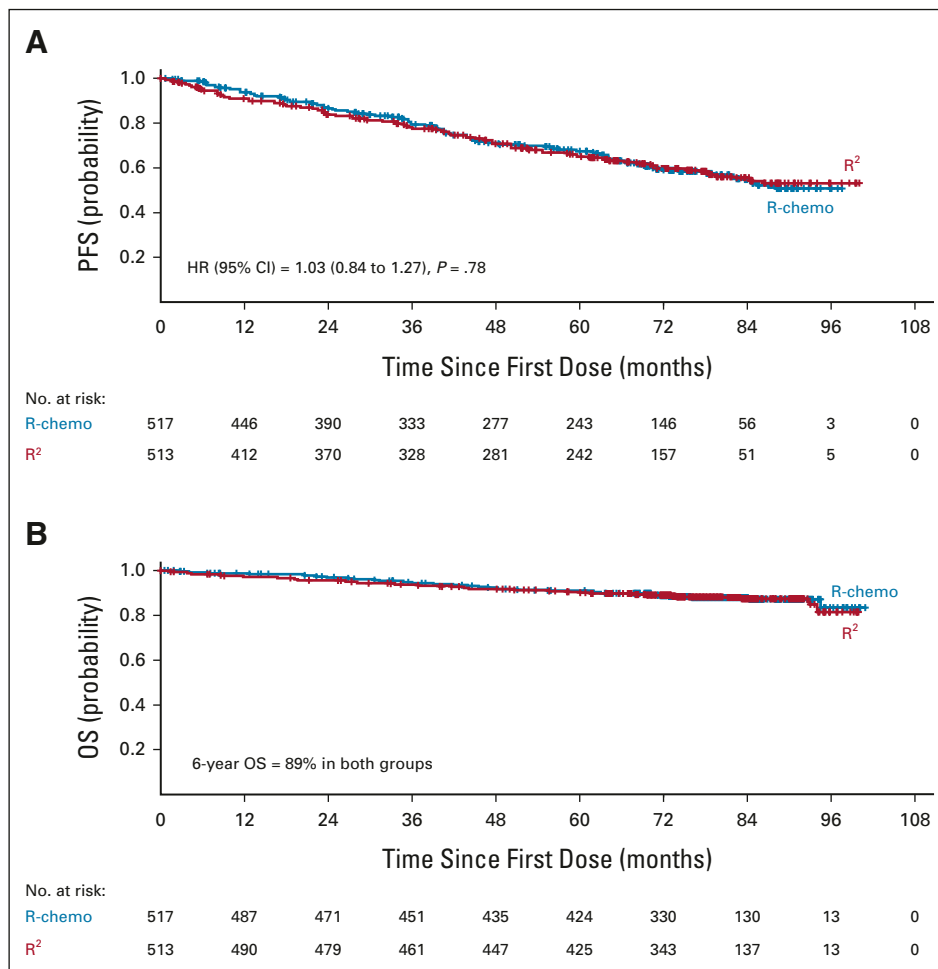 A
1.0
0.8
0.6
0.4
0.2
PFS (probability)
R²
R-chemo
HR (95% CI) = 1.03 (0.84 to 1.27), P = .78
0 12 24 36 48 60 72 84 96 108
Time Since First Dose (months)
No. at risk:
R-chemo 517 446 390 333 277 243 146 56 3 0
R² 513 412 370 328 281 242 157 51 5 0
B
1.0
0.8
0.6
0.4
0.2
OS (probability)
R-chemo
R²
6-year OS = 89% in both groups
0 12 24 36 48 60 72 84 96 108
Time Since First Dose (months)
No. at risk:
R-chemo 517 487 471 451 435 424 330 130 13 0
R² 513 490 479 461 447 425 343 137 13 0